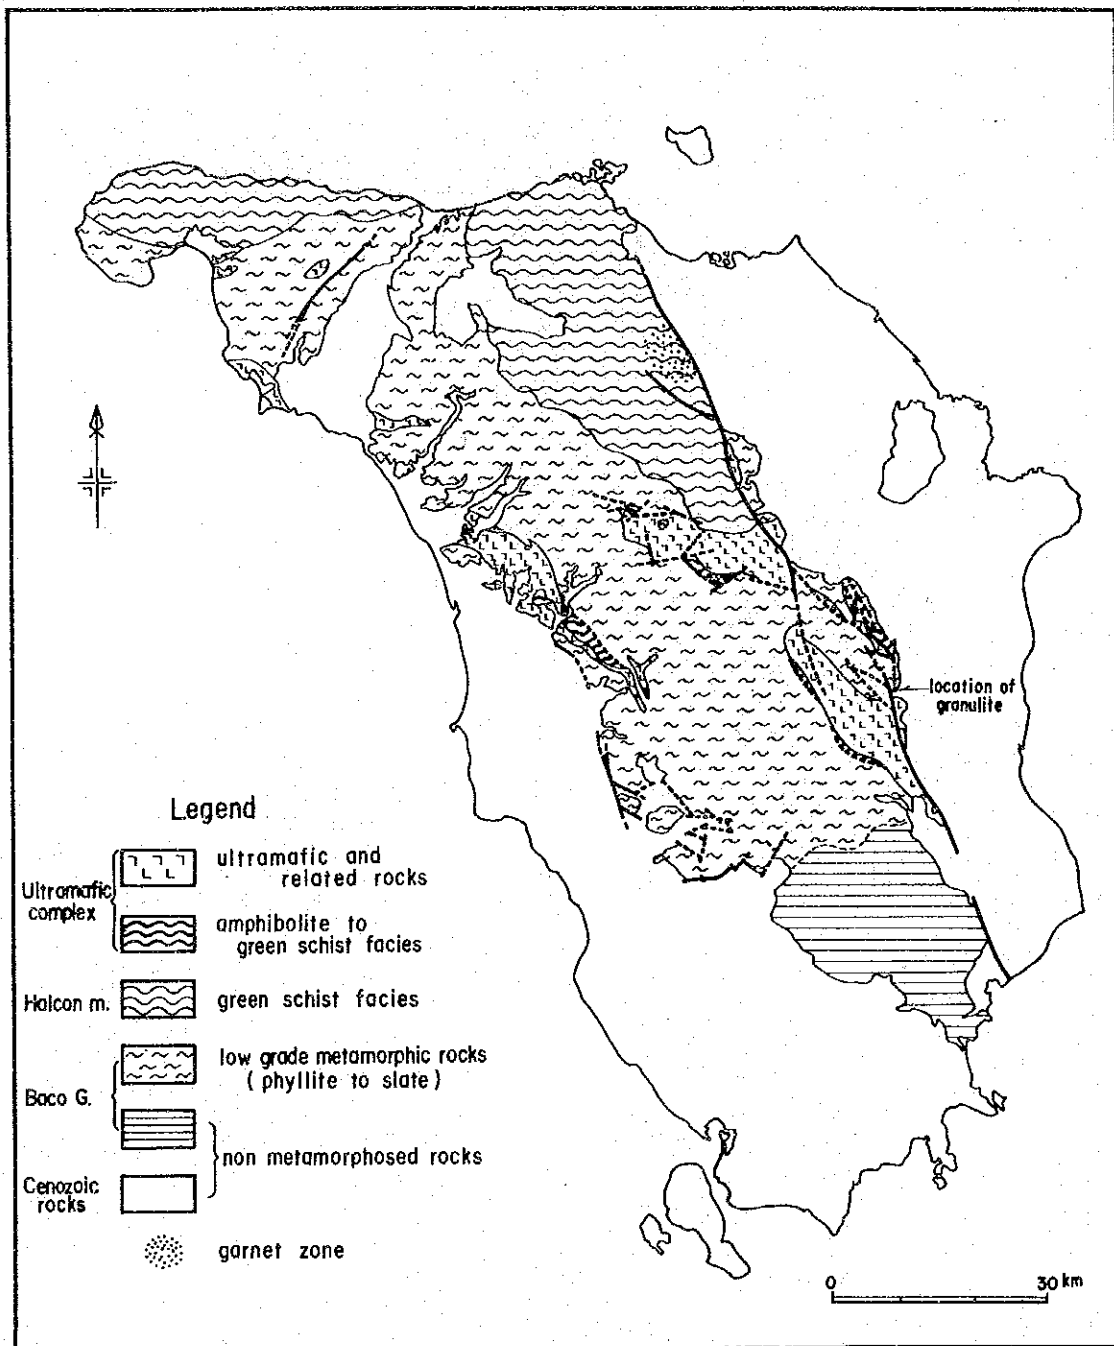 location of
granulite
Legend
Ultramafic
complex
ultramafic and
related rocks
amphibolite to
green schist facies
Halcon m.
green schist facies
Baco G.
low grade metamorphic rocks
( phyllite to slate )
non metamorphosed rocks
Cenozoic
rocks
garnet zone
0 30 km